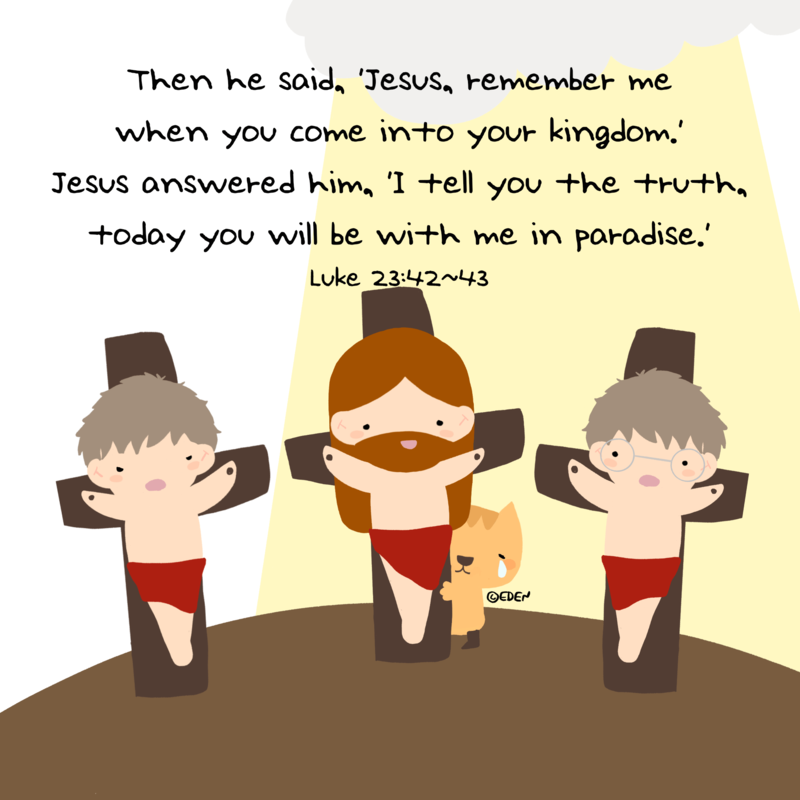 Then he said, 'Jesus, remember me
when you come into your kingdom.'
Jesus answered him, 'I tell you the truth,
today you will be with me in paradise.'
Luke 23:42~43
©EDEN